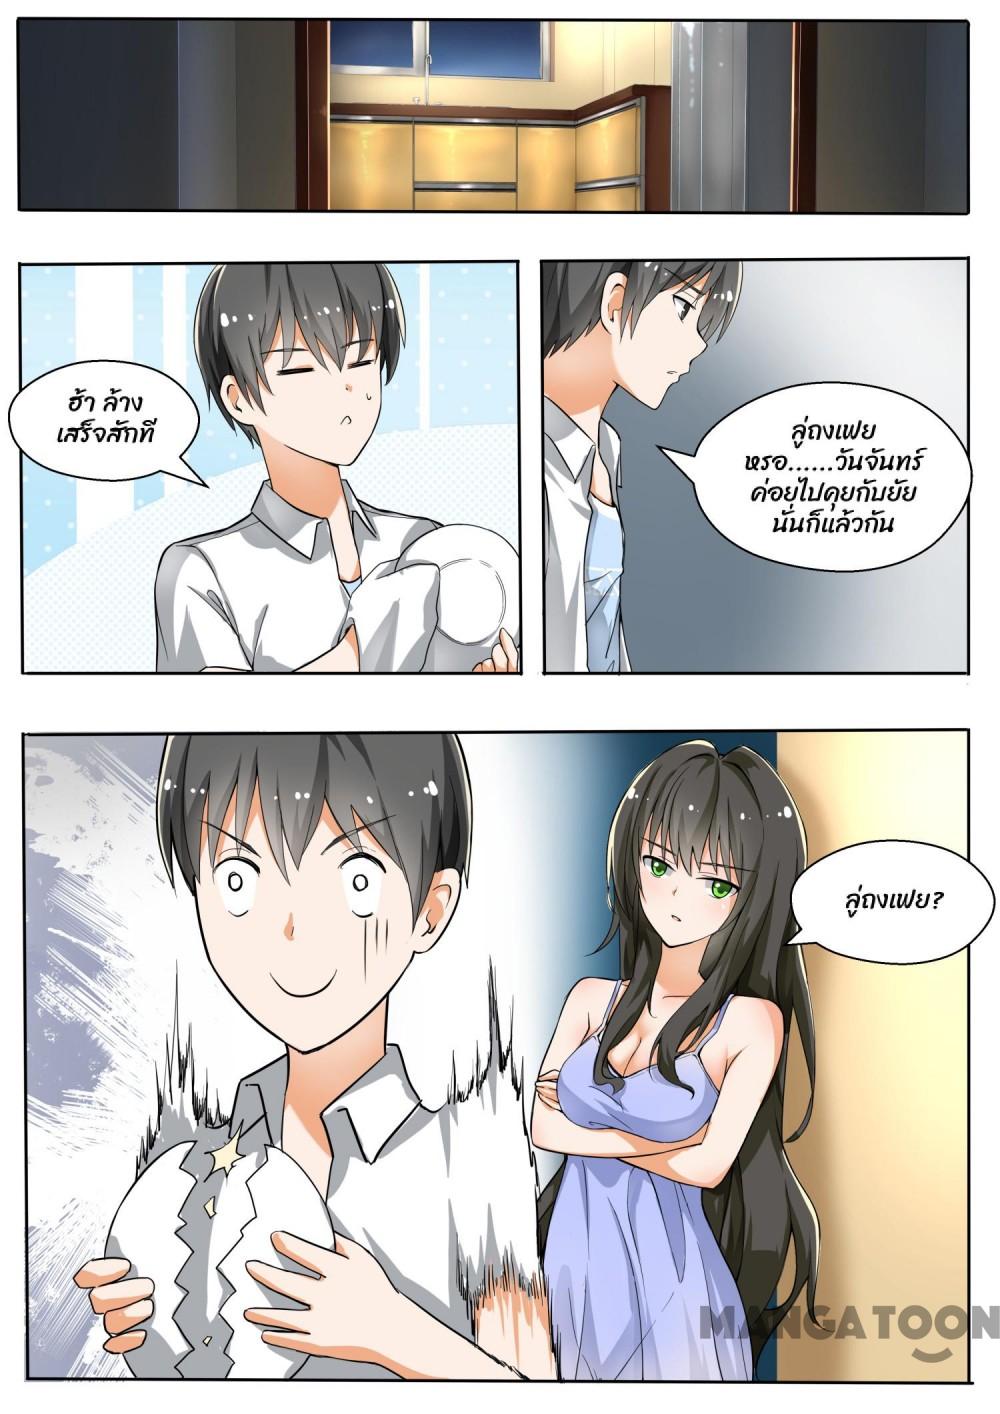 ฮ้า ล้าง
เสร็จสักที
ลู่ถงเฟย
หรอ......วันจันทร์
ค่อยไปคุยกับยัย
นั่นก็แล้วกัน
ลู่ถงเฟย?
MANGATOON